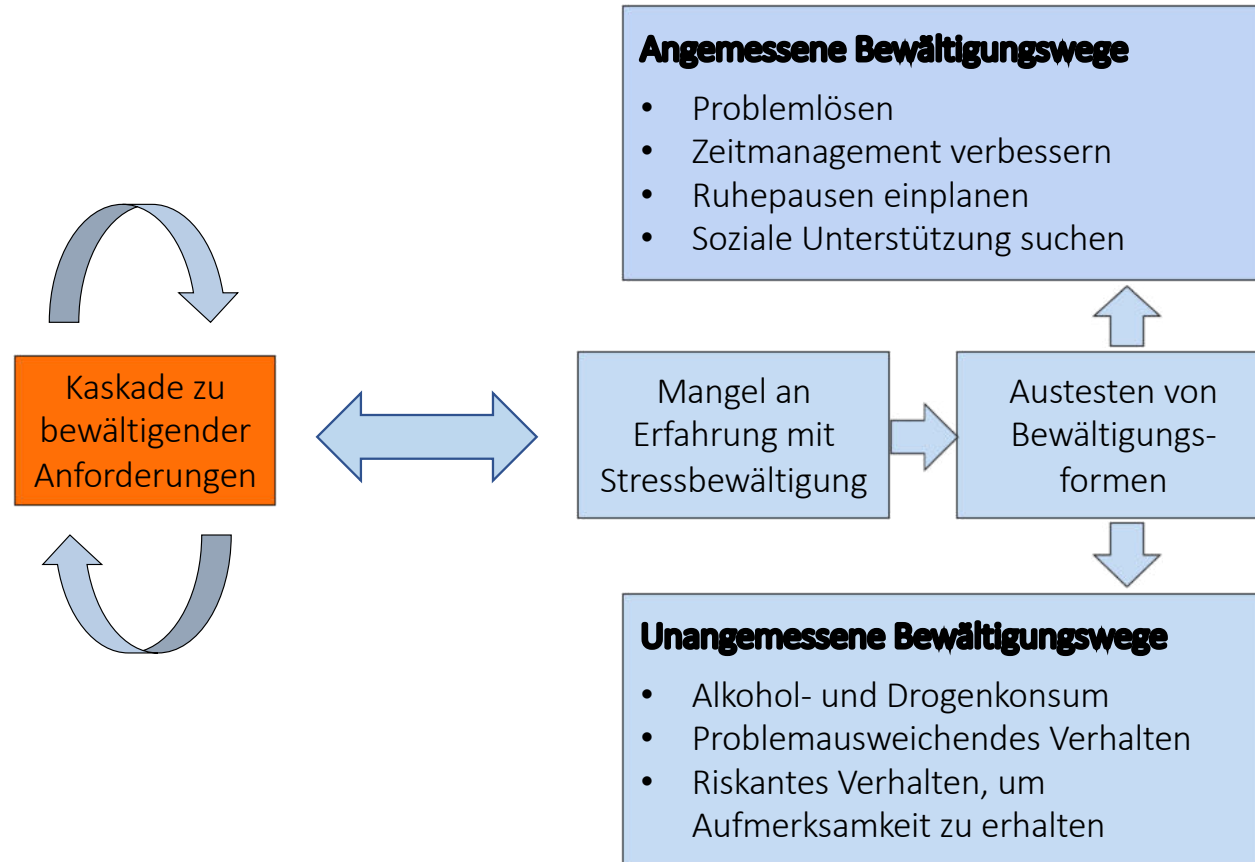 Angemessene Bewältigungswege
• Problemlösen
• Zeitmanagement verbessern
• Ruhepausen einplanen
• Soziale Unterstützung suchen
Kaskade zu
bewältigender
Anforderungen
Mangel an
Erfahrung mit
Stressbewältigung
Austesten von
Bewältigungs-
formen
Unangemessene Bewältigungswege
• Alkohol- und Drogenkonsum
• Problemausweichendes Verhalten
• Riskantes Verhalten, um
Aufmerksamkeit zu erhalten